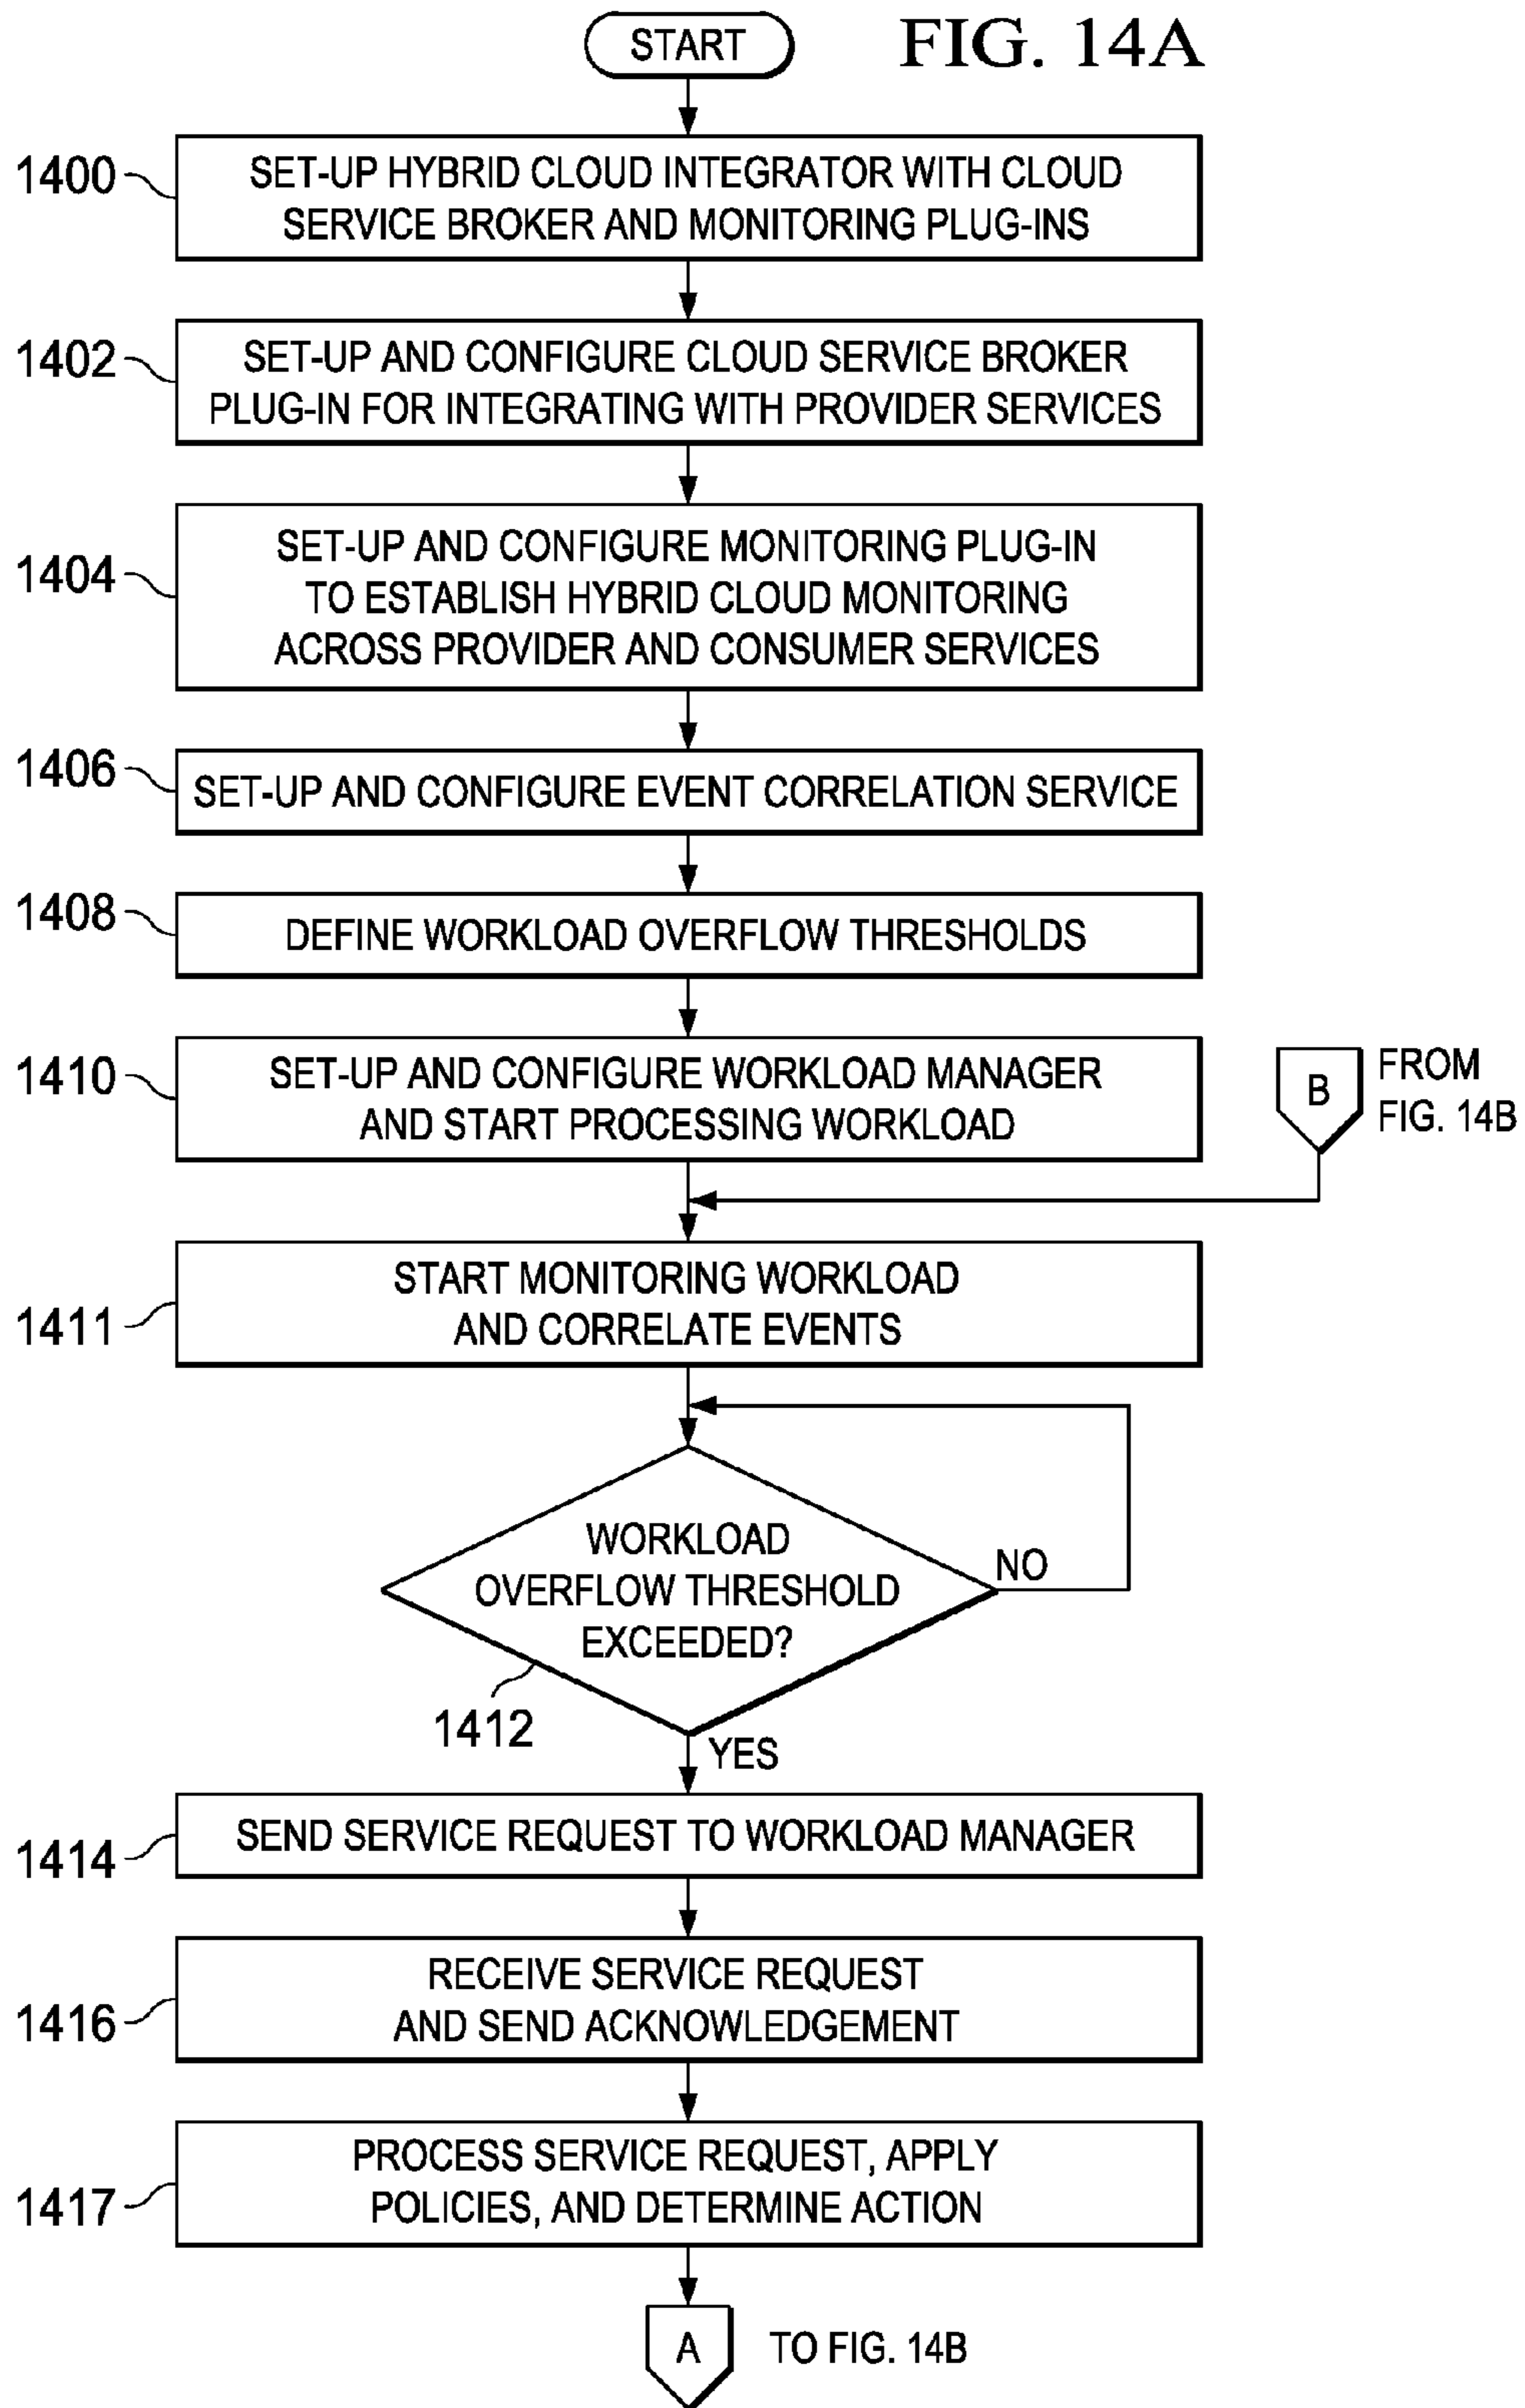 START
FIG. 14A
1400
SET-UP HYBRID CLOUD INTEGRATOR WITH CLOUD
SERVICE BROKER AND MONITORING PLUG-INS
1402
SET-UP AND CONFIGURE CLOUD SERVICE BROKER
PLUG-IN FOR INTEGRATING WITH PROVIDER SERVICES
1404
SET-UP AND CONFIGURE MONITORING PLUG-IN
TO ESTABLISH HYBRID CLOUD MONITORING
ACROSS PROVIDER AND CONSUMER SERVICES
1406
SET-UP AND CONFIGURE EVENT CORRELATION SERVICE
1408
DEFINE WORKLOAD OVERFLOW THRESHOLDS
1410
SET-UP AND CONFIGURE WORKLOAD MANAGER
AND START PROCESSING WORKLOAD
B
FROM
FIG. 14B
1411
START MONITORING WORKLOAD
AND CORRELATE EVENTS
WORKLOAD
OVERFLOW THRESHOLD
EXCEEDED?
NO
1412
YES
1414
SEND SERVICE REQUEST TO WORKLOAD MANAGER
1416
RECEIVE SERVICE REQUEST
AND SEND ACKNOWLEDGEMENT
1417
PROCESS SERVICE REQUEST, APPLY
POLICIES, AND DETERMINE ACTION
A
TO FIG. 14B